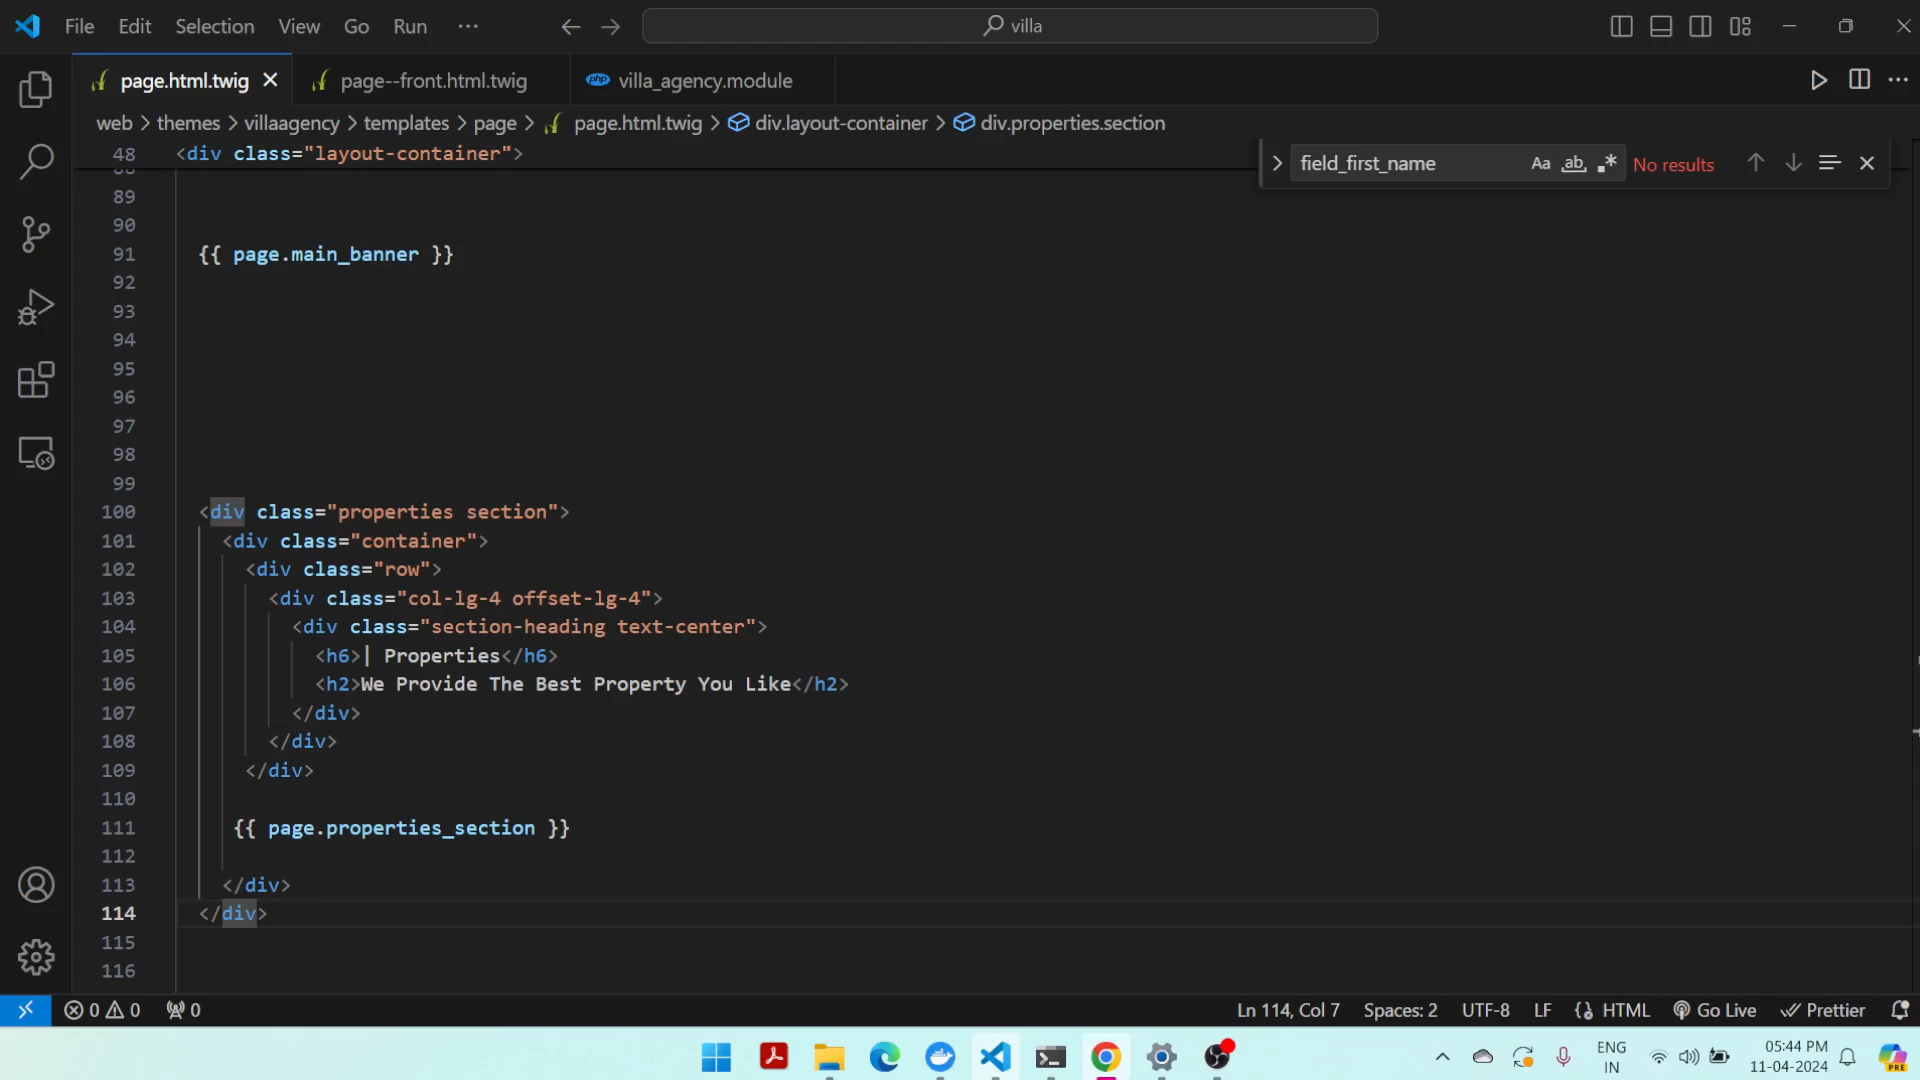 File Edit Selection View Go Run ··· villa
page.html.twig page--front.html.twig villa_agency.module
web > themes > villaagency > templates > page > page.html.twig > div.layout-container > div.properties.section
48 <div class="layout-container">
field_first_name Aa ab .* No results
89
90
91 {{ page.main_banner }}
92
93
94
95
96
97
98
99
100 <div class="properties section">
101 <div class="container">
102 <div class="row">
103 <div class="col-lg-4 offset-lg-4">
104 <div class="section-heading text-center">
105 <h6>| Properties</h6>
106 <h2>We Provide The Best Property You Like</h2>
107 </div>
108 </div>
109 </div>
110
111 {{ page.properties_section }}
112
113 </div>
114 </div>
115
116
0 0 0 Ln 114, Col 7 Spaces: 2 UTF-8 LF HTML Go Live Prettier
ENG IN 05:44 PM
11-04-2024
PRE